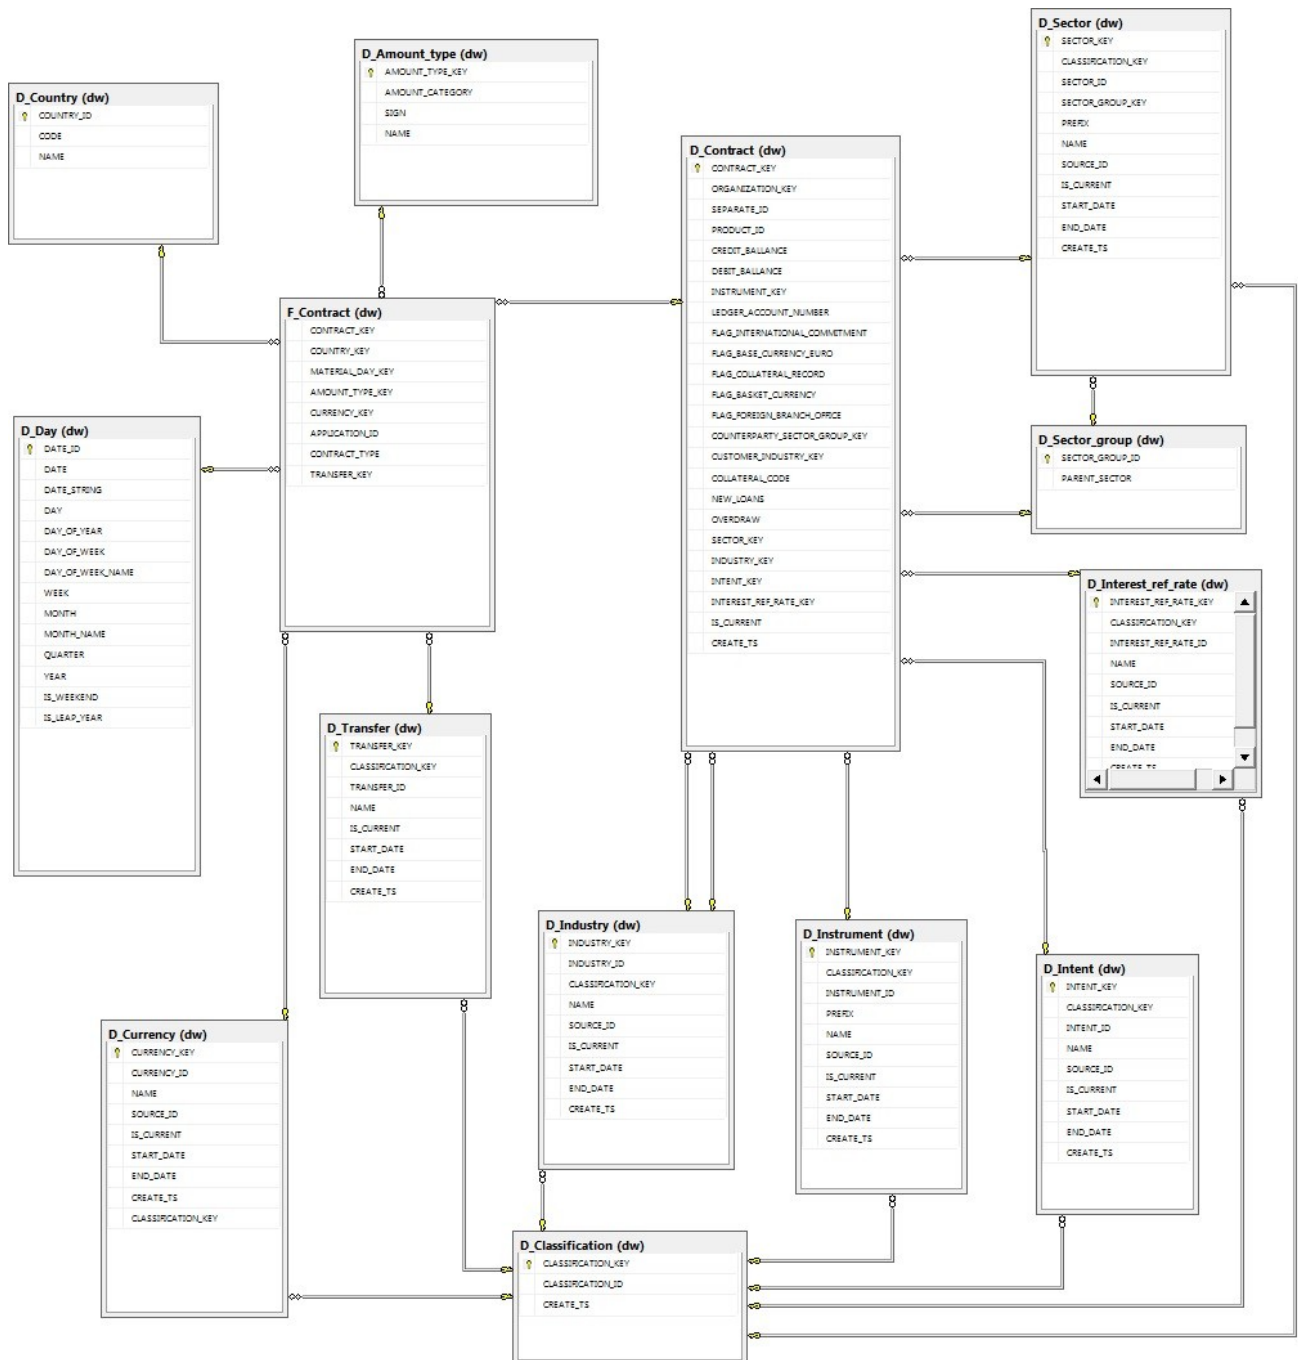 D_Country (dw)
COUNTRY_ID
CODE
NAME
D_Amount_type (dw)
AMOUNT_TYPE_KEY
AMOUNT_CATEGORY
SIGN
NAME
D_Contract (dw)
CONTRACT_KEY
ORGANIZATION_KEY
SEPARATE_ID
PRODUCT_ID
CREDIT_BALLANCE
DEBIT_BALLANCE
INSTRUMENT_KEY
LEDGER_ACCOUNT_NUMBER
FLAG_INTERNATIONAL_COMMITMENT
FLAG_BASE_CURRENCY_EURO
FLAG_COLLATERAL_RECORD
FLAG_BASKET_CURRENCY
FLAG_FOREIGN_BRANCH_OFFICE
COUNTERPARTY_SECTOR_GROUP_KEY
CUSTOMER_INDUSTRY_KEY
COLLATERAL_CODE
NEW_LOANS
OVERDRAW
SECTOR_KEY
INDUSTRY_KEY
INTENT_KEY
INTEREST_REF_RATE_KEY
IS_CURRENT
CREATE_TS
D_Sector (dw)
SECTOR_KEY
CLASSIFICATION_KEY
SECTOR_ID
SECTOR_GROUP_KEY
PREFIX
NAME
SOURCE_ID
IS_CURRENT
START_DATE
END_DATE
CREATE_TS
F_Contract (dw)
CONTRACT_KEY
COUNTRY_KEY
MATERIAL_DAY_KEY
AMOUNT_TYPE_KEY
CURRENCY_KEY
APPLICATION_ID
CONTRACT_TYPE
TRANSFER_KEY
D_Day (dw)
DATE_ID
DATE
DATE_STRING
DAY
DAY_OF_YEAR
DAY_OF_WEEK
DAY_OF_WEEK_NAME
WEEK
MONTH
MONTH_NAME
QUARTER
YEAR
IS_WEEKEND
IS_LEAP_YEAR
D_Sector_group (dw)
SECTOR_GROUP_ID
PARENT_SECTOR
D_Interest_ref_rate (dw)
INTEREST_REF_RATE_KEY
CLASSIFICATION_KEY
INTEREST_REF_RATE_ID
NAME
SOURCE_ID
IS_CURRENT
START_DATE
END_DATE
CREATE_TS
D_Transfer (dw)
TRANSFER_KEY
CLASSIFICATION_KEY
TRANSFER_ID
NAME
IS_CURRENT
START_DATE
END_DATE
CREATE_TS
D_Industry (dw)
INDUSTRY_KEY
INDUSTRY_ID
CLASSIFICATION_KEY
NAME
SOURCE_ID
IS_CURRENT
START_DATE
END_DATE
CREATE_TS
D_Instrument (dw)
INSTRUMENT_KEY
CLASSIFICATION_KEY
INSTRUMENT_ID
PREFIX
NAME
SOURCE_ID
IS_CURRENT
START_DATE
END_DATE
CREATE_TS
D_Intent (dw)
INTENT_KEY
CLASSIFICATION_KEY
INTENT_ID
NAME
SOURCE_ID
IS_CURRENT
START_DATE
END_DATE
CREATE_TS
D_Currency (dw)
CURRENCY_KEY
CURRENCY_ID
NAME
SOURCE_ID
IS_CURRENT
START_DATE
END_DATE
CREATE_TS
CLASSIFICATION_KEY
D_Classification (dw)
CLASSIFICATION_KEY
CLASSIFICATION_ID
CREATE_TS